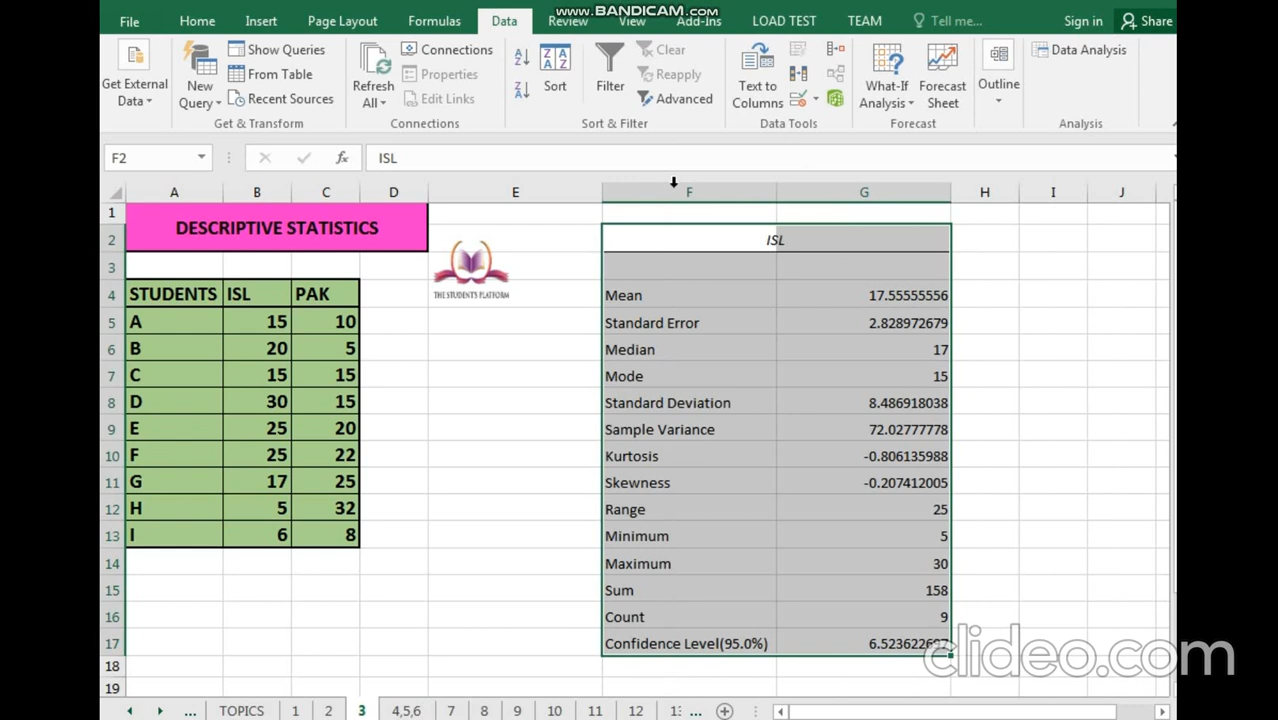 www.BANDICAM.com
File Home Insert Page Layout Formulas Data Review View Add-Ins LOAD TEST TEAM Tell me... Sign in Share
Get External Data
New Query
Show Queries
From Table
Recent Sources
Get & Transform
Refresh All
Connections
Properties
Edit Links
Connections
Sort
Filter
Clear
Reapply
Advanced
Sort & Filter
Text to Columns
Data Tools
What-If Analysis
Forecast Sheet
Forecast
Outline
Data Analysis
Analysis
F2 fx ISL
A B C D E F G H I J
1
2 DESCRIPTIVE STATISTICS ISL
THE STUDENTS PLATFORM
3
4 STUDENTS ISL PAK Mean 17.55555556
5 A 15 10 Standard Error 2.828972679
6 B 20 5 Median 17
7 C 15 15 Mode 15
8 D 30 15 Standard Deviation 8.486918038
9 E 25 20 Sample Variance 72.02777778
10 F 25 22 Kurtosis -0.806135988
11 G 17 25 Skewness -0.207412005
12 H 5 32 Range 25
13 I 6 8 Minimum 5
14 Maximum 30
15 Sum 158
16 Count 9
17 Confidence Level(95.0%) 6.523622697
clideo.com
18
19
... TOPICS 1 2 3 4,5,6 7 8 9 10 11 12 ...